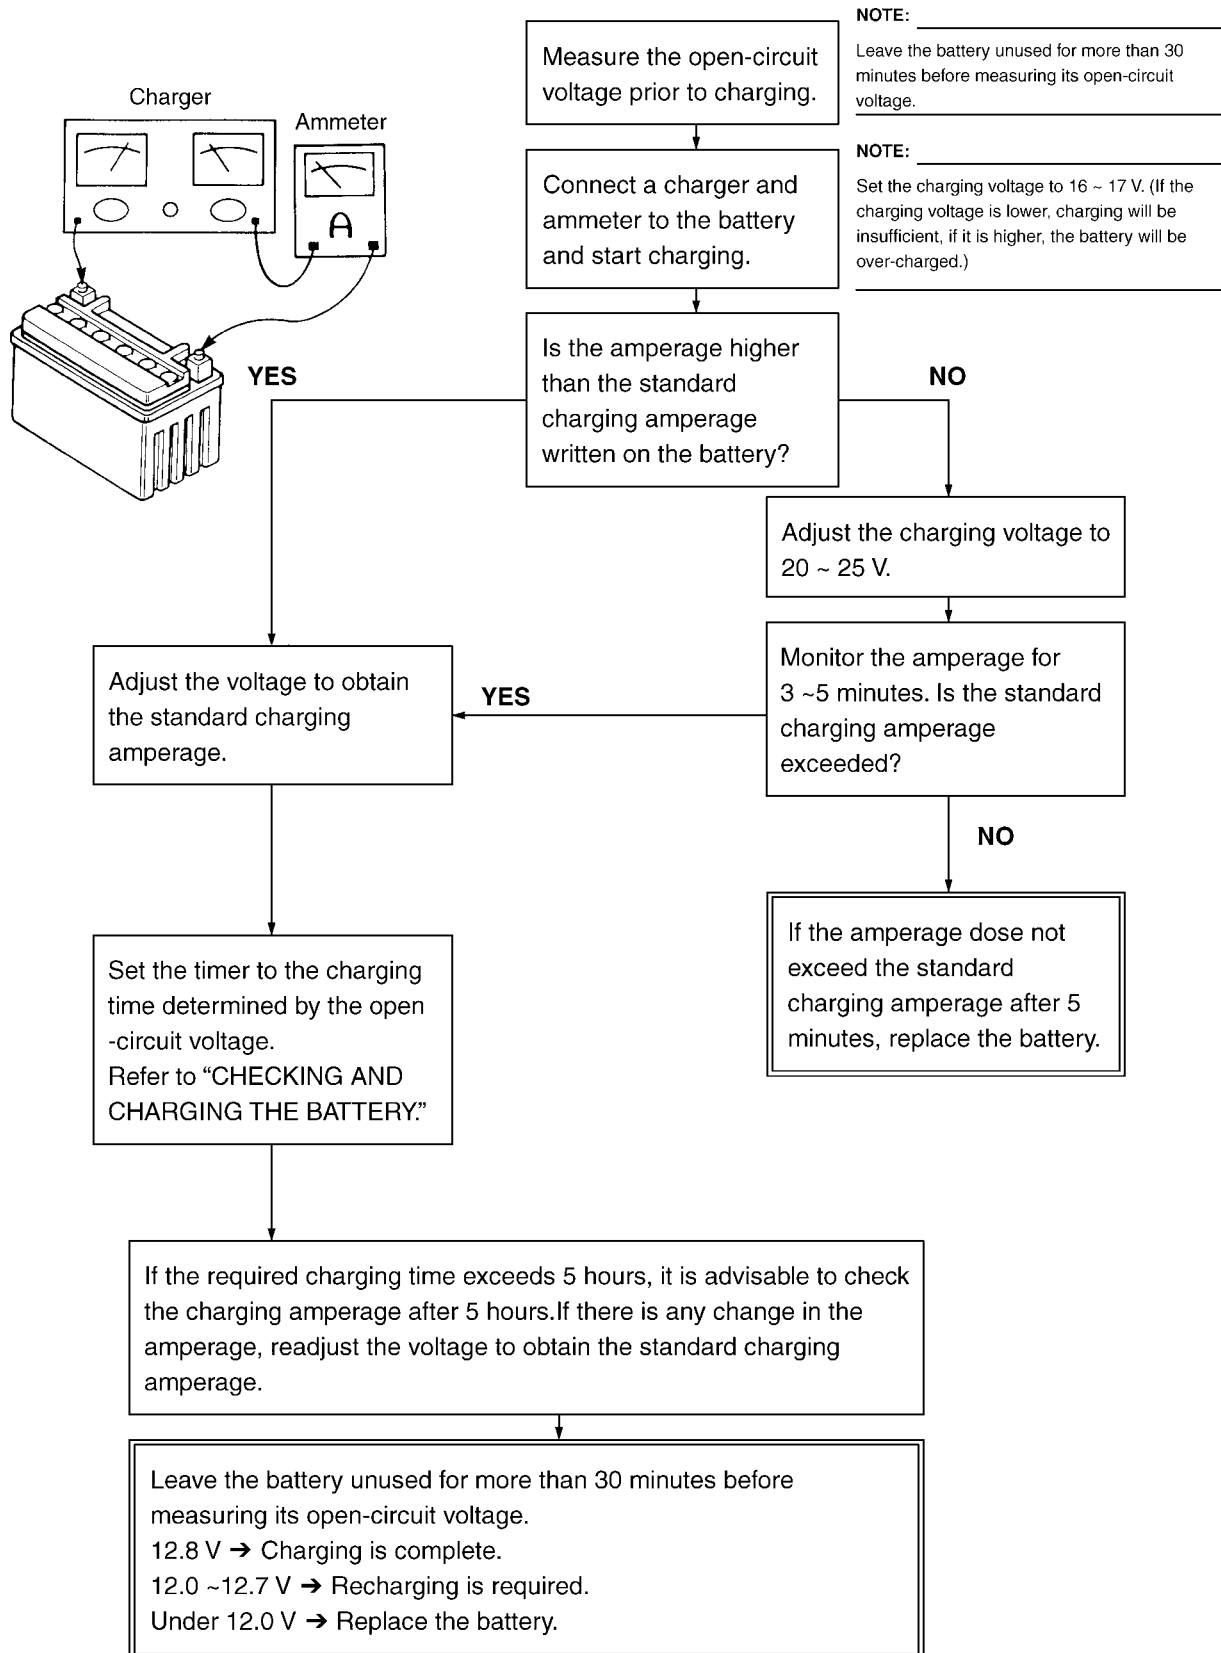 Charger
Ammeter
A
Measure the open-circuit
voltage prior to charging.
NOTE:
Leave the battery unused for more than 30
minutes before measuring its open-circuit
voltage.
Connect a charger and
ammeter to the battery
and start charging.
NOTE:
Set the charging voltage to 16 ~ 17 V. (If the
charging voltage is lower, charging will be
insufficient, if it is higher, the battery will be
over-charged.)
Is the amperage higher
than the standard
charging amperage
written on the battery?
YES
NO
Adjust the charging voltage to
20 ~ 25 V.
Monitor the amperage for
3 ~5 minutes. Is the standard
charging amperage
exceeded?
YES
Adjust the voltage to obtain
the standard charging
amperage.
NO
If the amperage dose not
exceed the standard
charging amperage after 5
minutes, replace the battery.
Set the timer to the charging
time determined by the open
-circuit voltage.
Refer to “CHECKING AND
CHARGING THE BATTERY.”
If the required charging time exceeds 5 hours, it is advisable to check
the charging amperage after 5 hours.If there is any change in the
amperage, readjust the voltage to obtain the standard charging
amperage.
Leave the battery unused for more than 30 minutes before
measuring its open-circuit voltage.
12.8 V ➔ Charging is complete.
12.0 ~12.7 V ➔ Recharging is required.
Under 12.0 V ➔ Replace the battery.